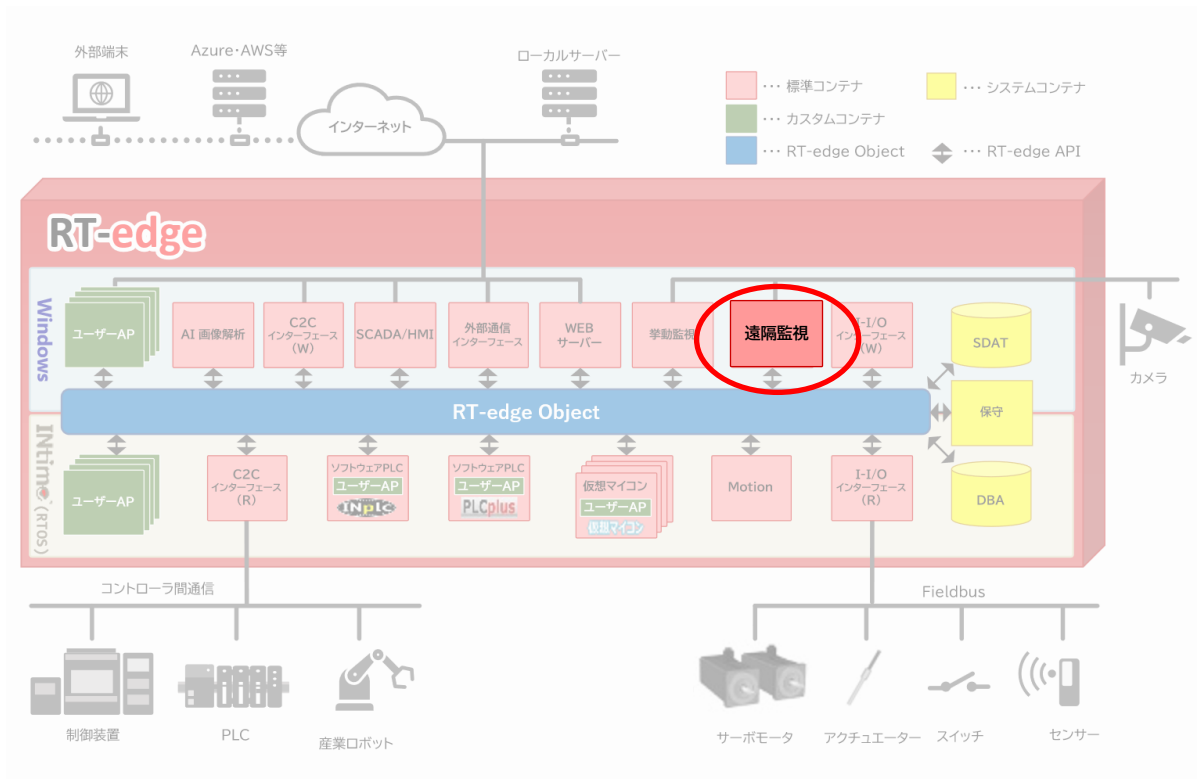 外部端末
Azure・AWS等
ローカルサーバー
インターネット
･･･ 標準コンテナ
･･･ システムコンテナ
･･･ カスタムコンテナ
･･･ RT-edge Object
･･･ RT-edge API
RT-edge
Windows
ユーザーAP
AI 画像解析
C2C
インターフェース
(W)
SCADA/HMI
外部通信
インターフェース
WEB
サーバー
挙動監視
遠隔監視
I-I/O
インターフェース
(W)
SDAT
カメラ
RT-edge Object
保守
INtime(RTOS)
ユーザーAP
C2C
インターフェース
(R)
ソフトウェアPLC
ユーザーAP
INplc
ソフトウェアPLC
ユーザーAP
PLCplus
仮想マイコン
ユーザーAP
仮想マイコン
Motion
I-I/O
インターフェース
(R)
DBA
コントローラ間通信
Fieldbus
制御装置
PLC
産業ロボット
サーボモータ
アクチュエーター
スイッチ
センサー